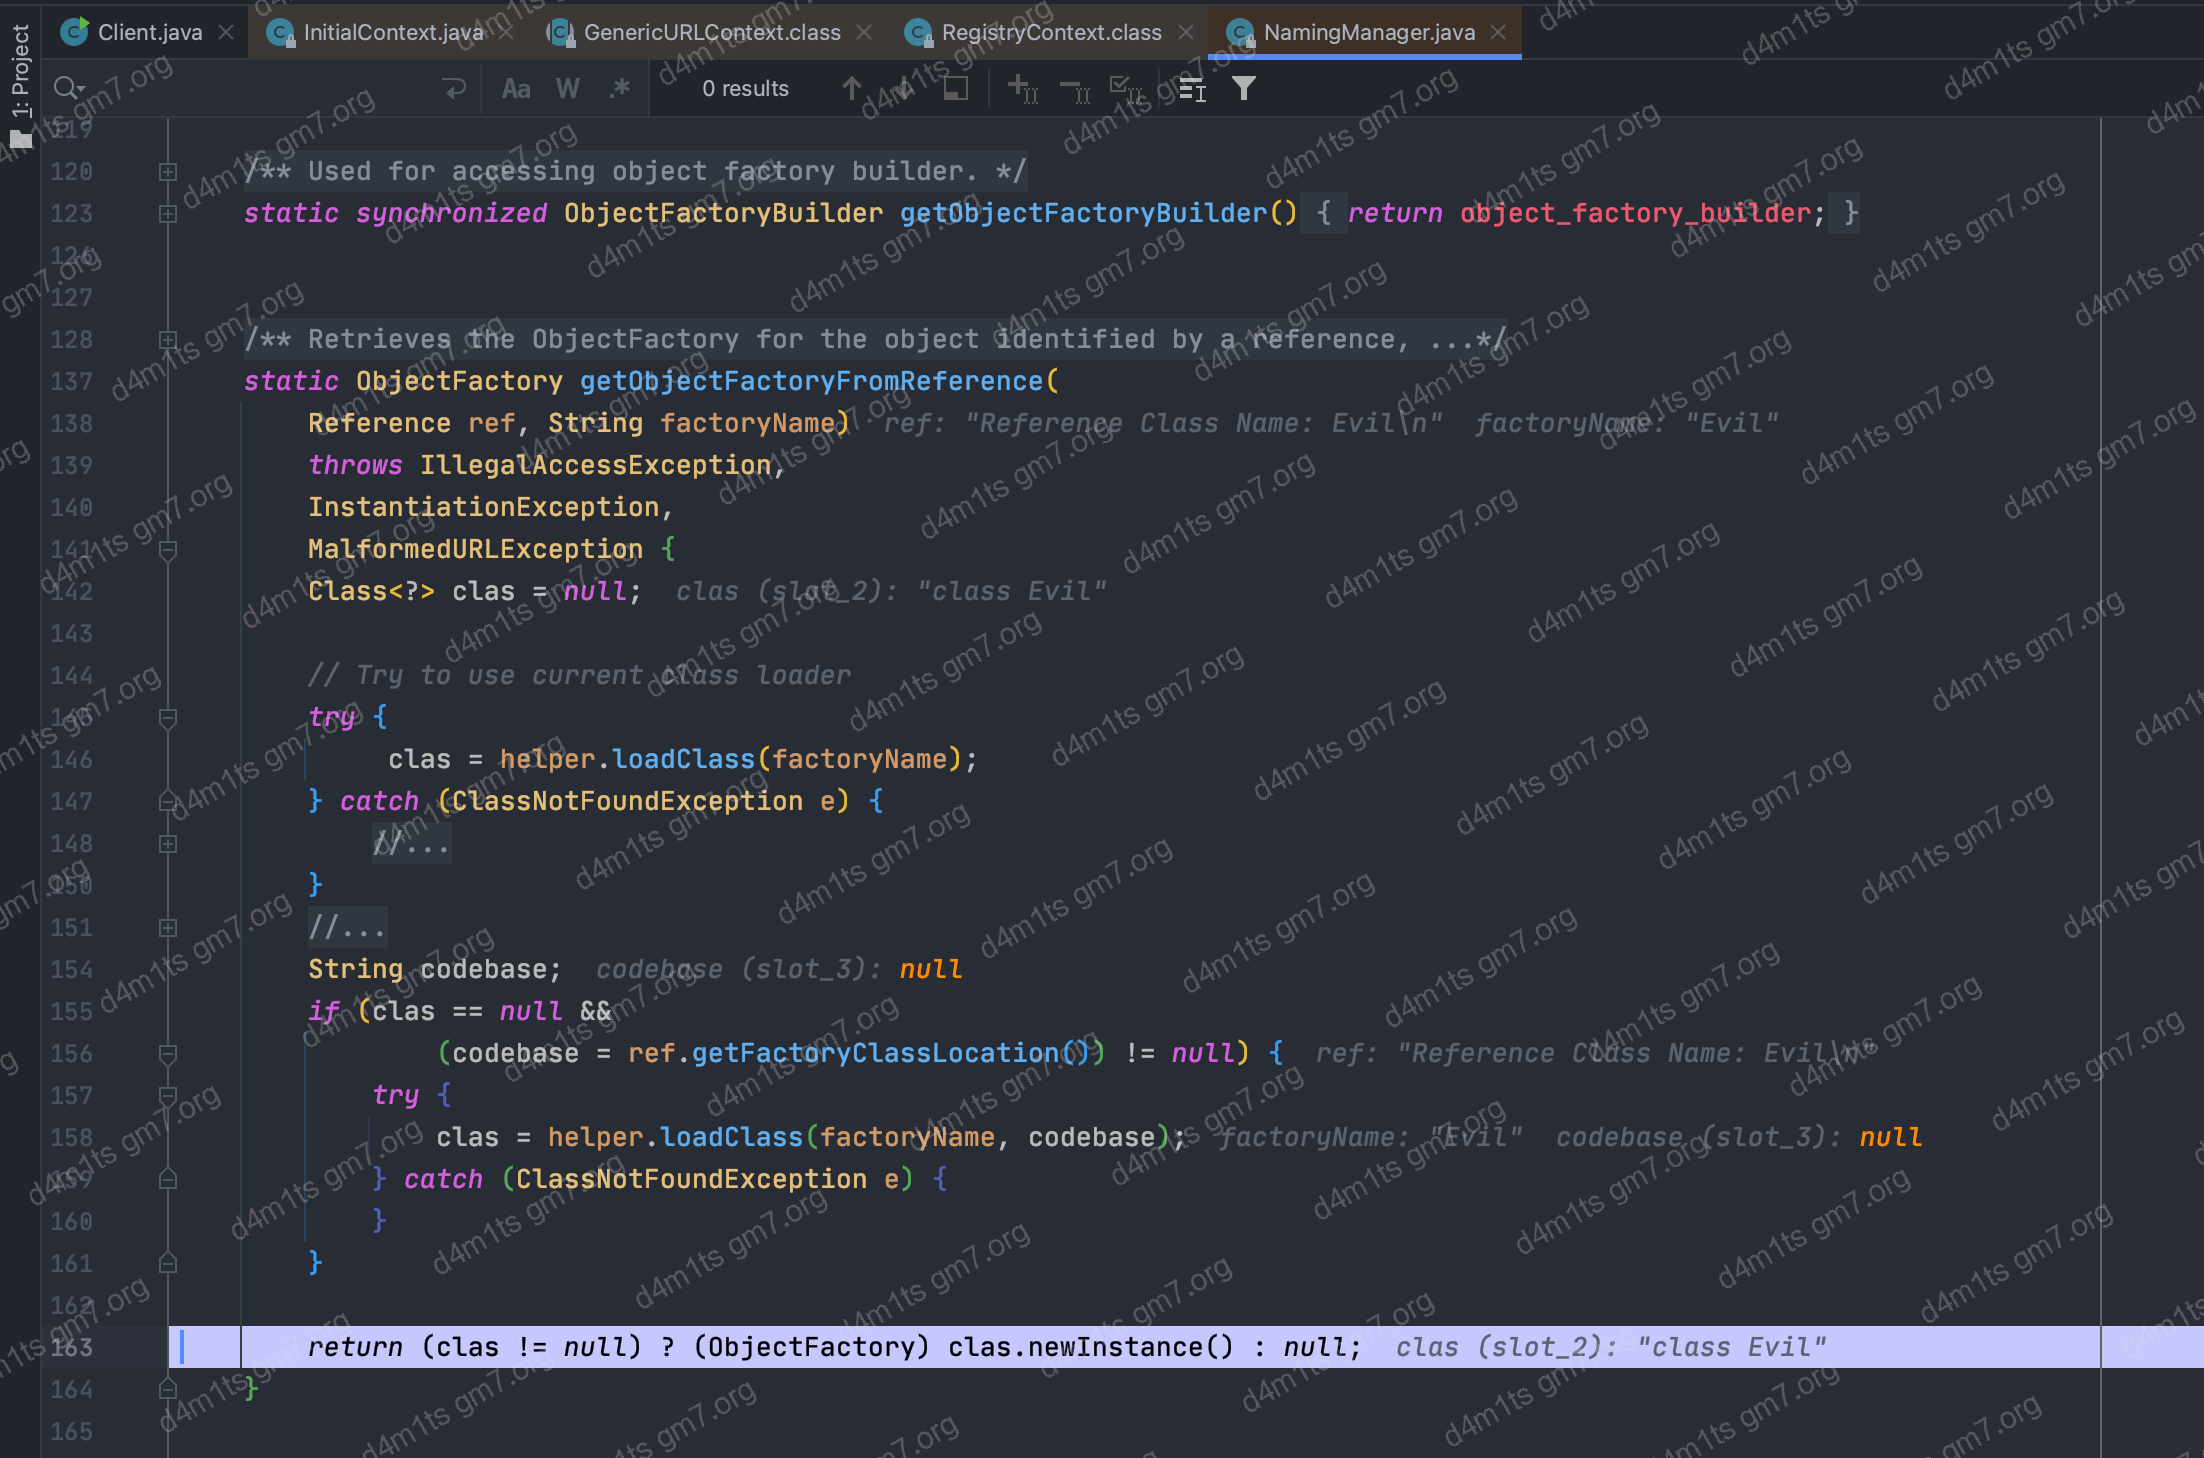 Client.java InitialContext.java GenericURLContext.class RegistryContext.class NamingManager.java
1: Project
Aa W .* 0 results
119
120 /** Used for accessing object factory builder. */
123 static synchronized ObjectFactoryBuilder getObjectFactoryBuilder() { return object_factory_builder; }
126
127
128 /** Retrieves the ObjectFactory for the object identified by a reference, ...*/
137 static ObjectFactory getObjectFactoryFromReference(
138 Reference ref, String factoryName) ref: "Reference Class Name: Evil\n" factoryName: "Evil"
139 throws IllegalAccessException,
140 InstantiationException,
141 MalformedURLException {
142 Class<?> clas = null; clas (slot_2): "class Evil"
143
144 // Try to use current class loader
145 try {
146 clas = helper.loadClass(factoryName);
147 } catch (ClassNotFoundException e) {
148 //...
150 }
151 //...
154 String codebase; codebase (slot_3): null
155 if (clas == null &&
156 (codebase = ref.getFactoryClassLocation()) != null) { ref: "Reference Class Name: Evil\n"
157 try {
158 clas = helper.loadClass(factoryName, codebase); factoryName: "Evil" codebase (slot_3): null
159 } catch (ClassNotFoundException e) {
160 }
161 }
162
163 return (clas != null) ? (ObjectFactory) clas.newInstance() : null; clas (slot_2): "class Evil"
164 }
165
d4m1ts gm7.org